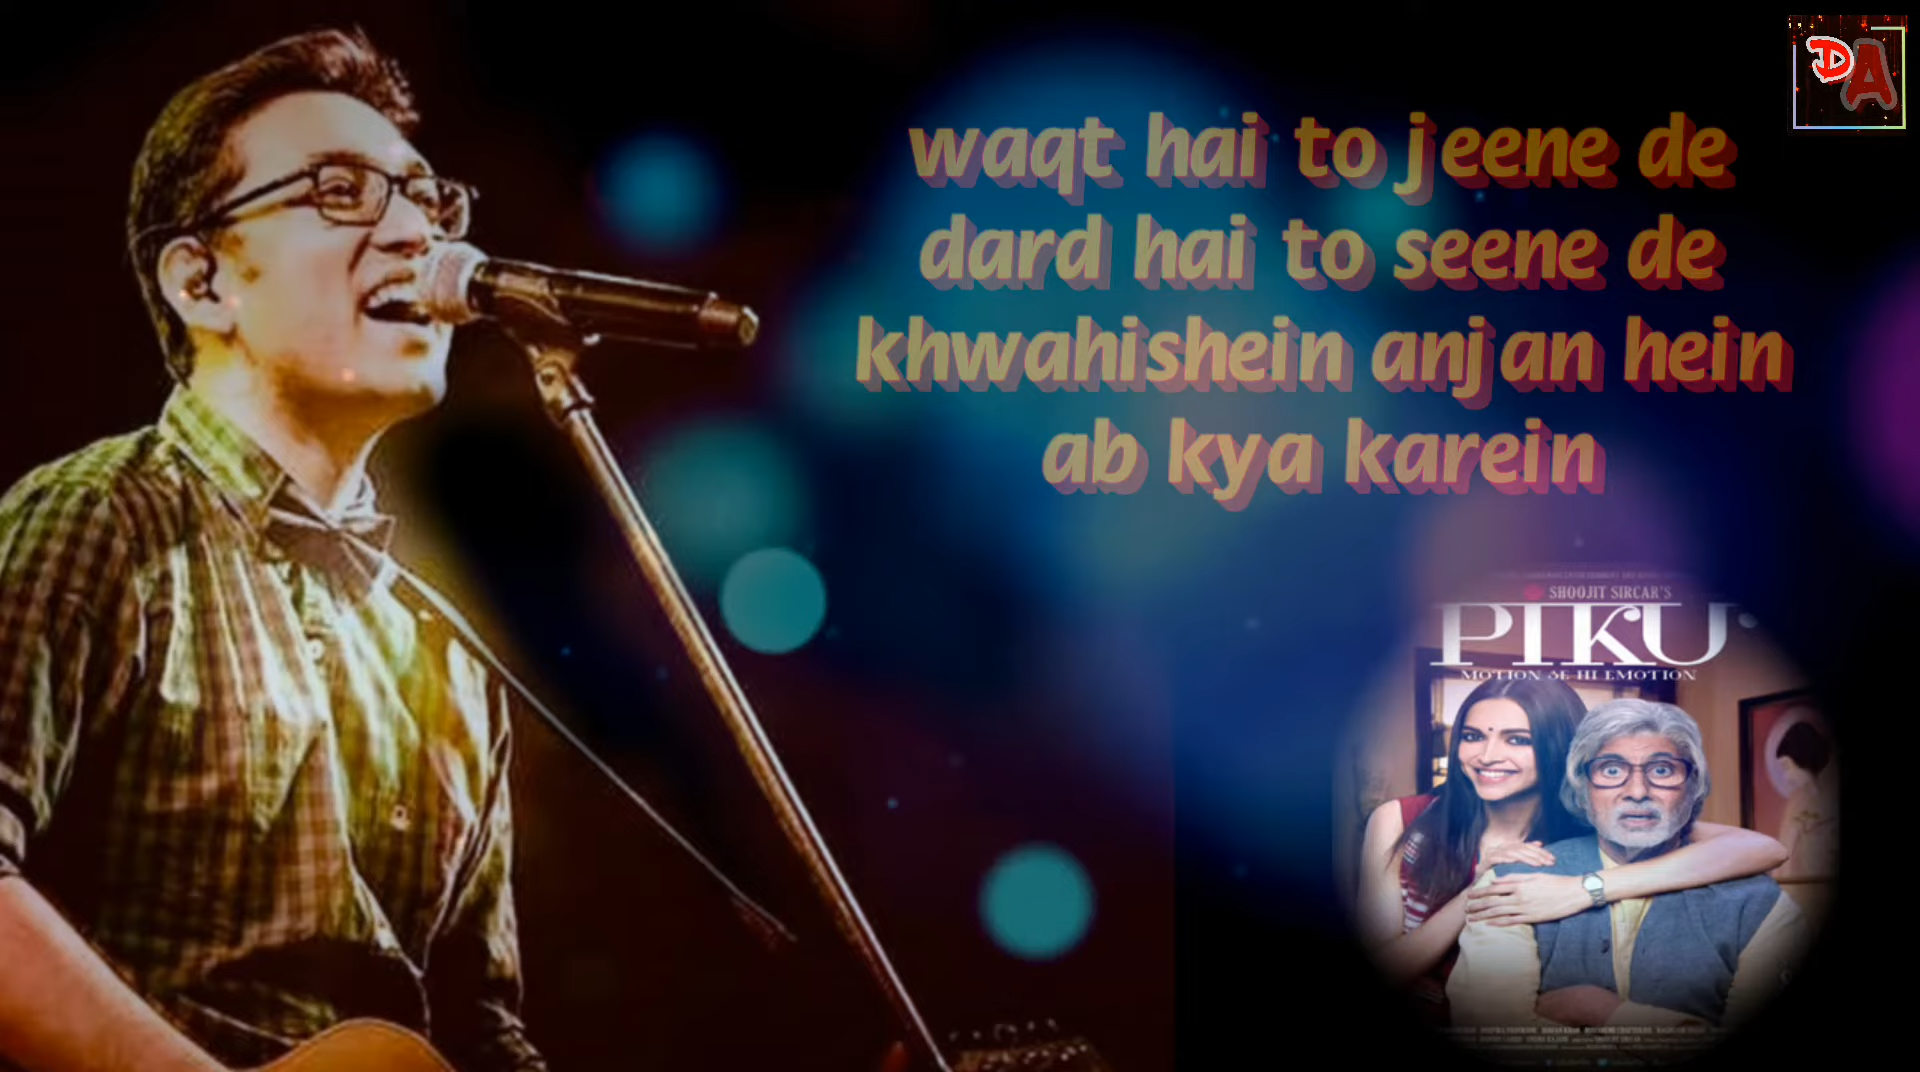 DA
waqt hai to jeene de
dard hai to seene de
khwahishein anjan hein
ab kya karein
SHOOJIT SIRCAR'S
PIKU
MOTION SE HI EMOTION